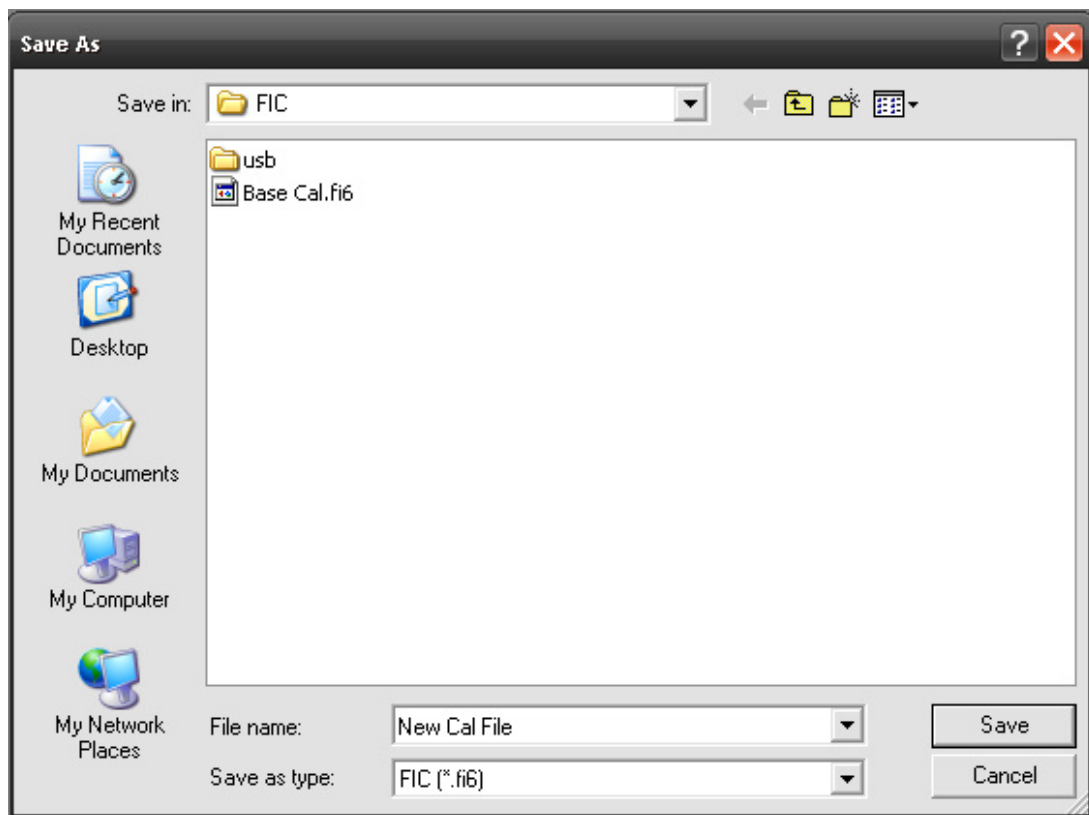 Save As
Save in:
FIC
usb
Base Cal.fi6
My Recent
Documents
Desktop
My Documents
My Computer
My Network
Places
File name:
New Cal File
Save
Save as type:
FIC (*.fi6)
Cancel